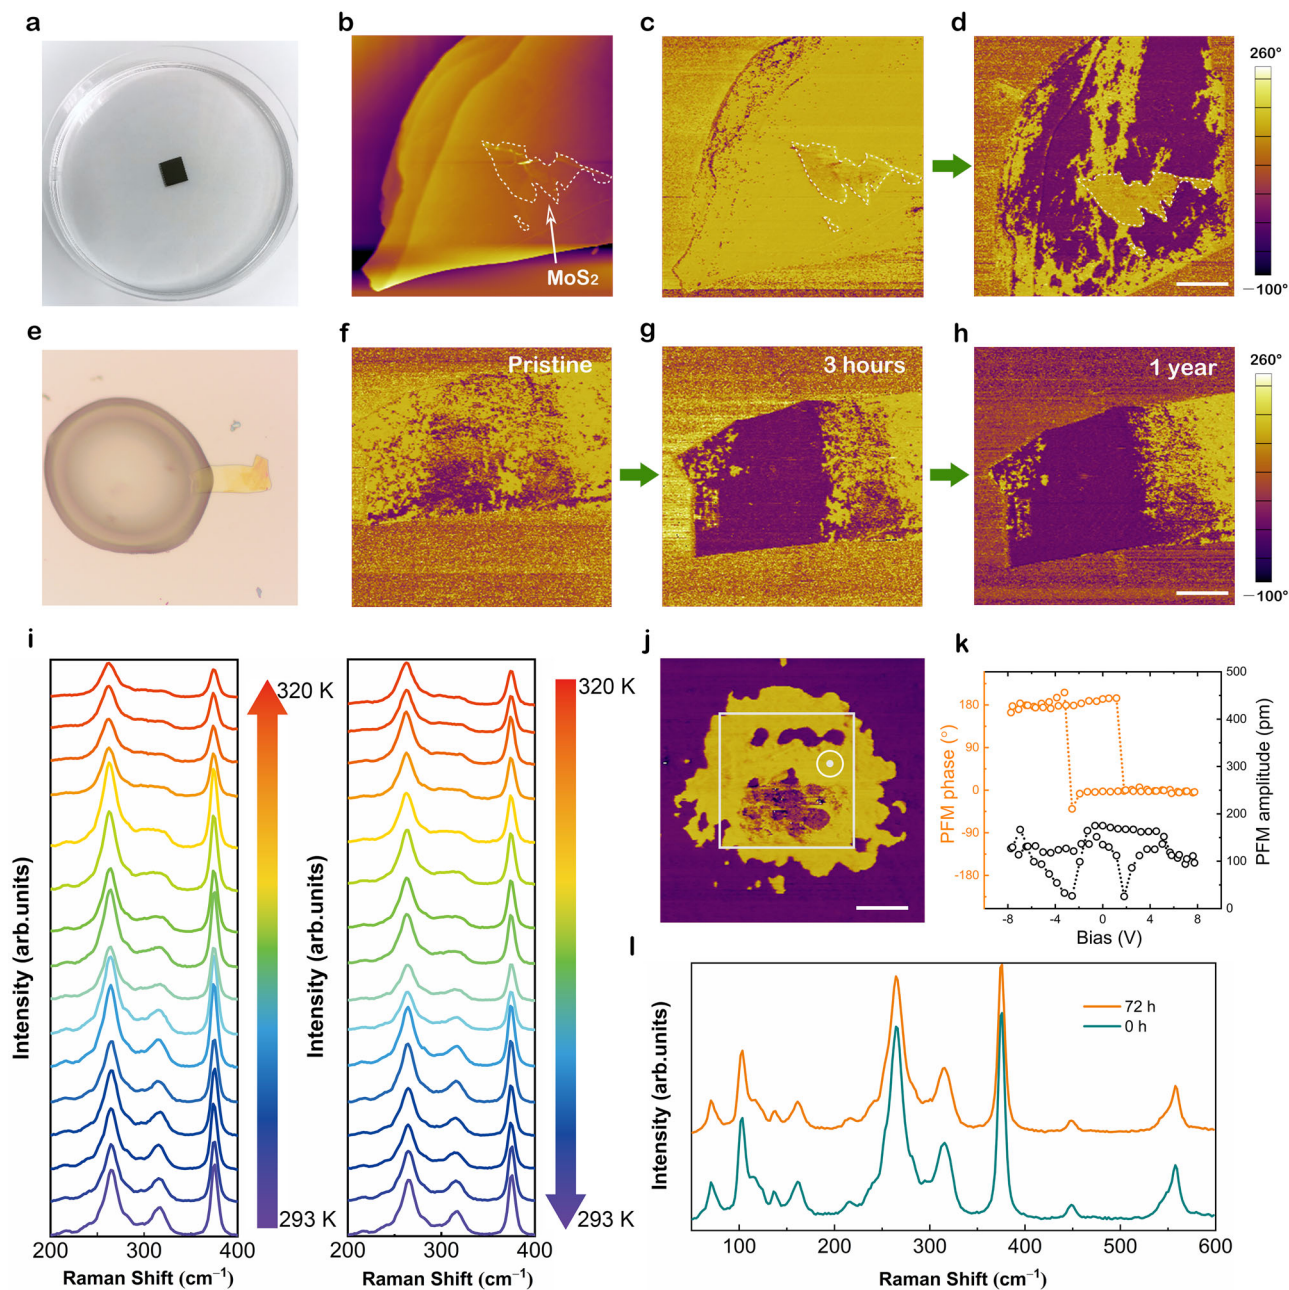 a
b
c
d
MoS₂
260°
−100°
e
f
g
h
Pristine
3 hours
1 year
260°
−100°
i
320 K
293 K
Intensity (arb.units)
200
300
400
Raman Shift (cm⁻¹)
320 K
293 K
Intensity (arb.units)
200
300
400
Raman Shift (cm⁻¹)
j
k
PFM phase (°)
180
90
0
-90
-180
500
400
300
200
100
0
PFM amplitude (pm)
-8
-4
0
4
8
Bias (V)
l
Intensity (arb.units)
72 h
0 h
100
200
300
400
500
600
Raman Shift (cm⁻¹)